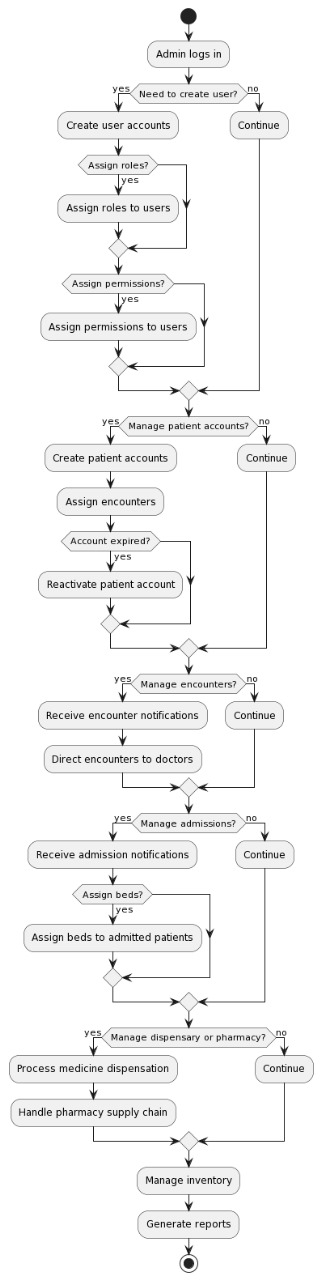 Admin logs in
yes
Need to create user?
no
Create user accounts
Continue
Assign roles?
yes
Assign roles to users
Assign permissions?
yes
Assign permissions to users
yes
Manage patient accounts?
no
Create patient accounts
Continue
Assign encounters
Account expired?
yes
Reactivate patient account
yes
Manage encounters?
no
Receive encounter notifications
Continue
Direct encounters to doctors
yes
Manage admissions?
no
Receive admission notifications
Continue
Assign beds?
yes
Assign beds to admitted patients
yes
Manage dispensary or pharmacy?
no
Process medicine dispensation
Continue
Handle pharmacy supply chain
Manage inventory
Generate reports